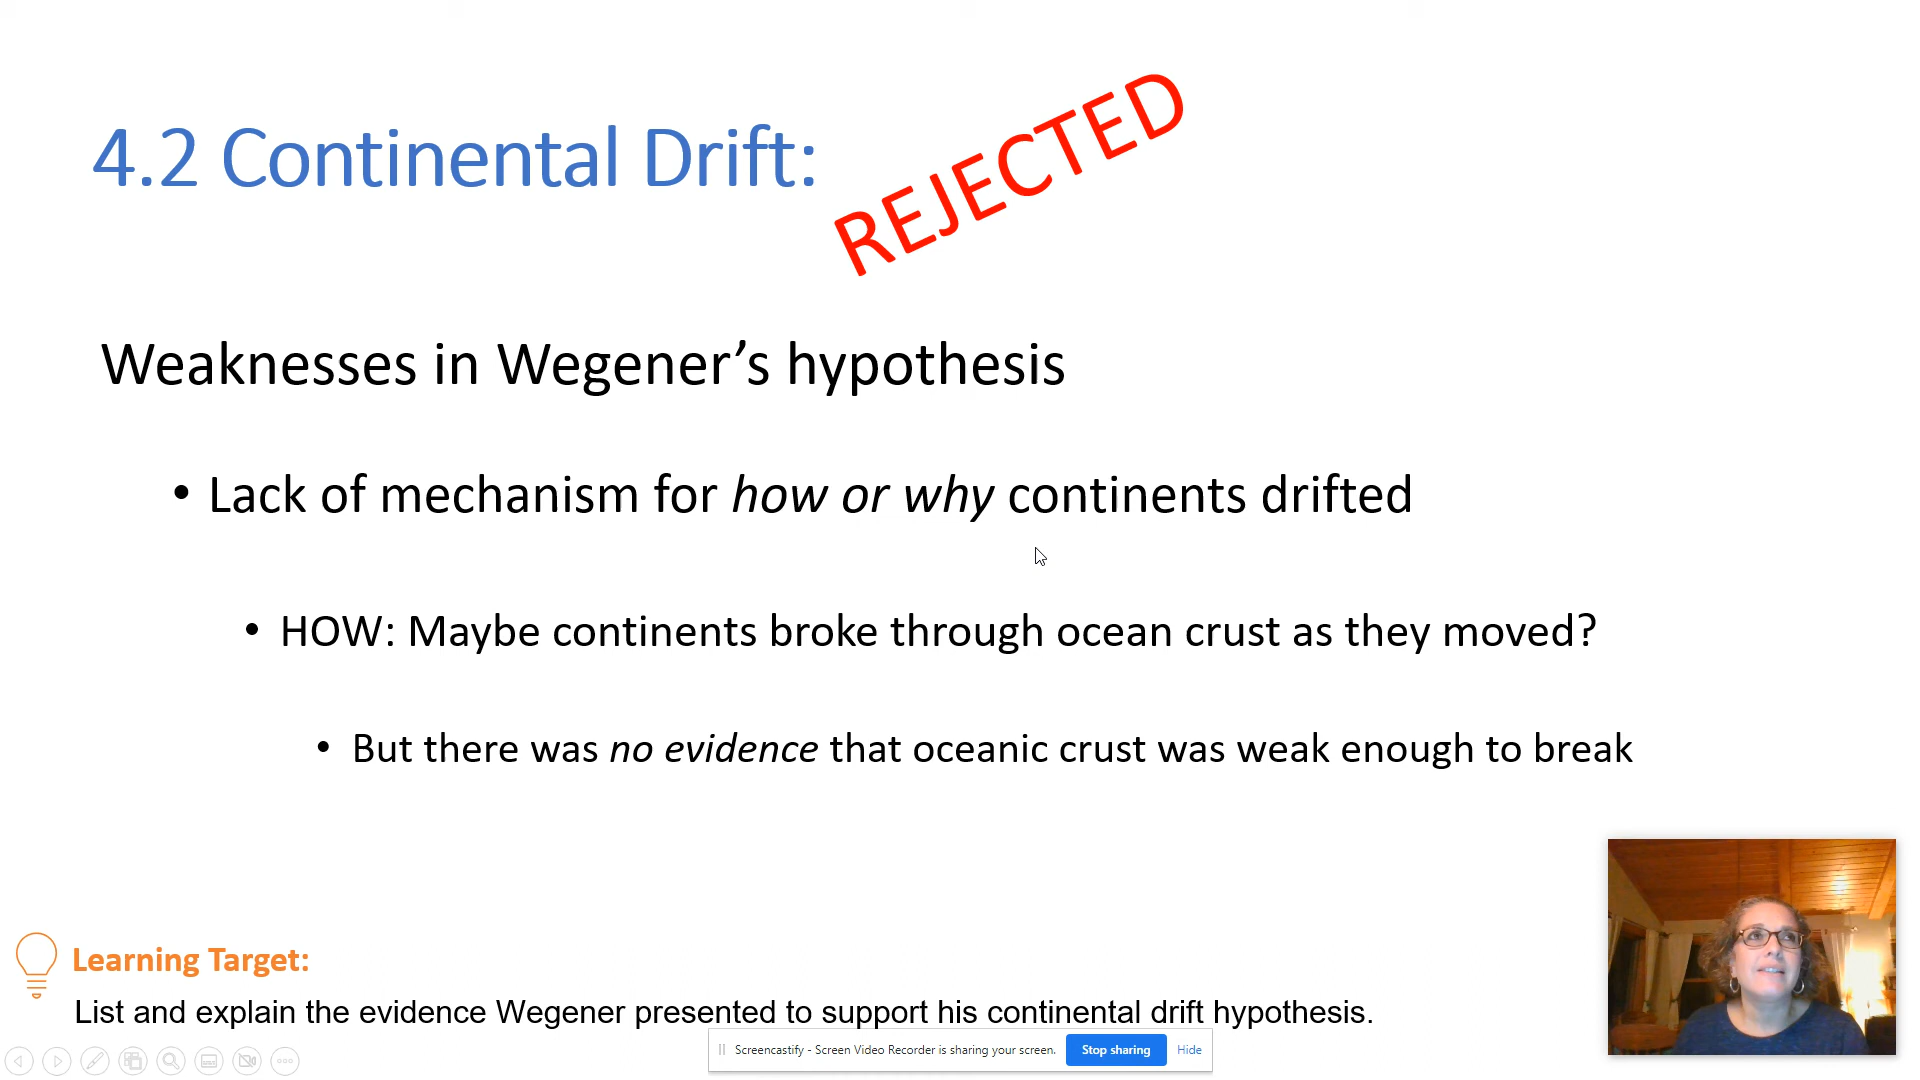 4.2 Continental Drift:
REJECTED
Weaknesses in Wegener’s hypothesis
• Lack of mechanism for how or why continents drifted
• HOW: Maybe continents broke through ocean crust as they moved?
• But there was no evidence that oceanic crust was weak enough to break
Learning Target:
List and explain the evidence Wegener presented to support his continental drift hypothesis.
Screencastify - Screen Video Recorder is sharing your screen.
Stop sharing
Hide